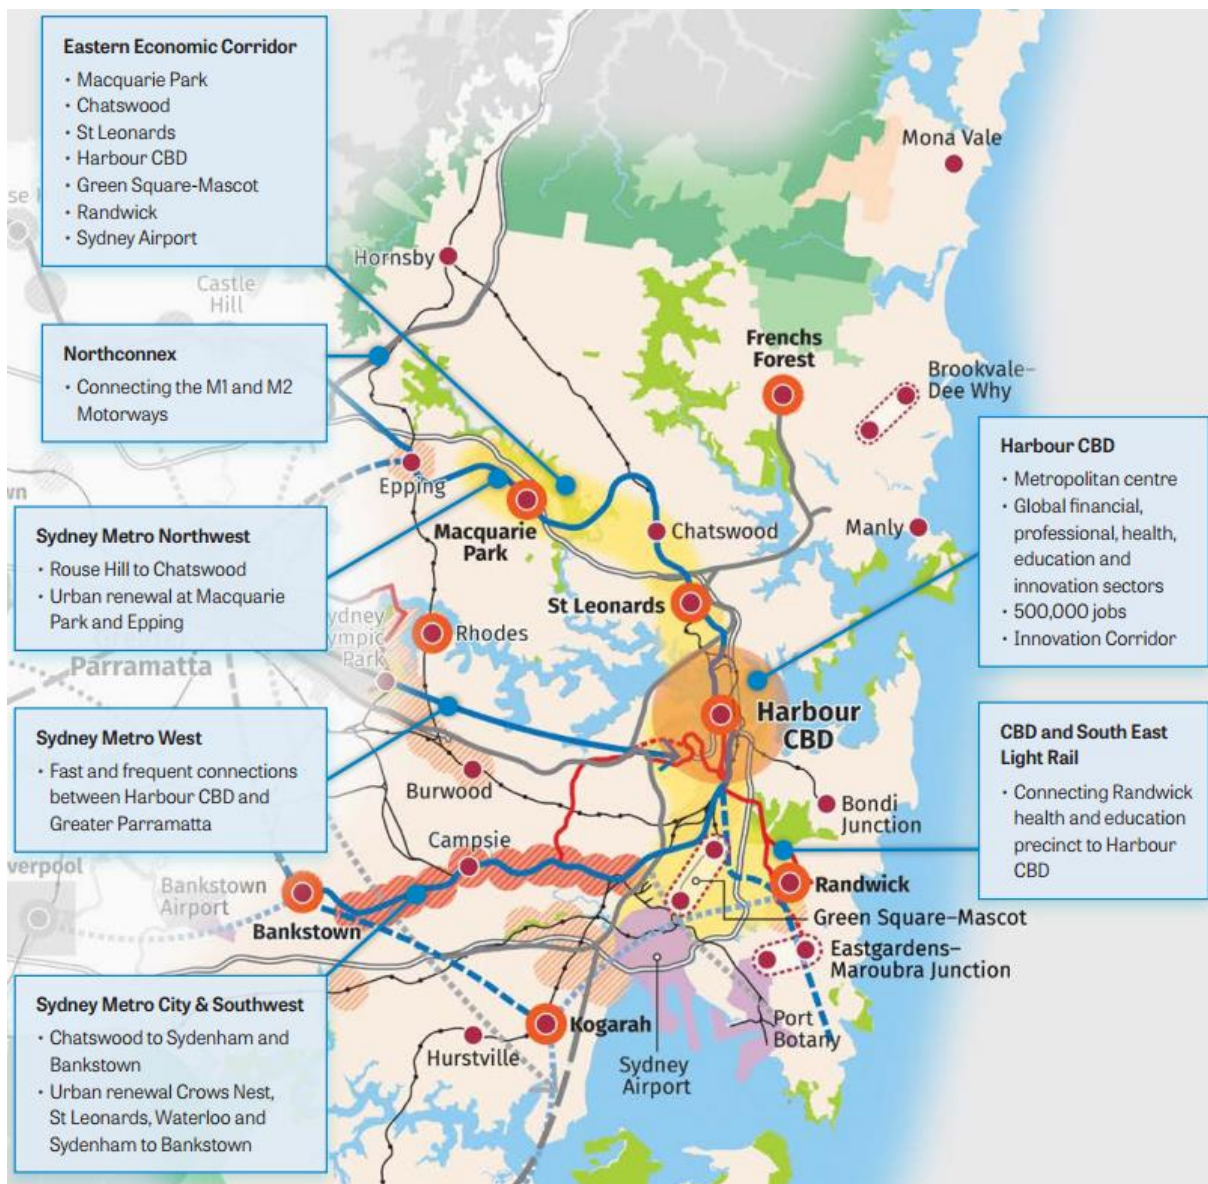 Eastern Economic Corridor
• Macquarie Park
• Chatswood
• St Leonards
• Harbour CBD
• Green Square-Mascot
• Randwick
• Sydney Airport
Mona Vale
se
Hornsby
Castle
Hill
Northconnex
• Connecting the M1 and M2
Motorways
Frenchs
Forest
Brookvale–
Dee Why
Harbour CBD
• Metropolitan centre
• Global financial,
professional, health,
education and
innovation sectors
• 500,000 jobs
• Innovation Corridor
Epping
wn
Macquarie
Park
Chatswood
Manly
Sydney Metro Northwest
• Rouse Hill to Chatswood
• Urban renewal at Macquarie
Park and Epping
St Leonards
Rhodes
ydney
ympic
Park
Parramatta
Harbour
CBD
Sydney Metro West
• Fast and frequent connections
between Harbour CBD and
Greater Parramatta
CBD and South East
Light Rail
• Connecting Randwick
health and education
precinct to Harbour
CBD
Burwood
Bondi
Junction
Campsie
verpool
Bankstown
Airport
Bankstown
Randwick
Green Square–Mascot
Eastgardens–
Maroubra Junction
Sydney Metro City & Southwest
• Chatswood to Sydenham and
Bankstown
• Urban renewal Crows Nest,
St Leonards, Waterloo and
Sydenham to Bankstown
Kogarah
Hurstville
Port
Botany
Sydney
Airport